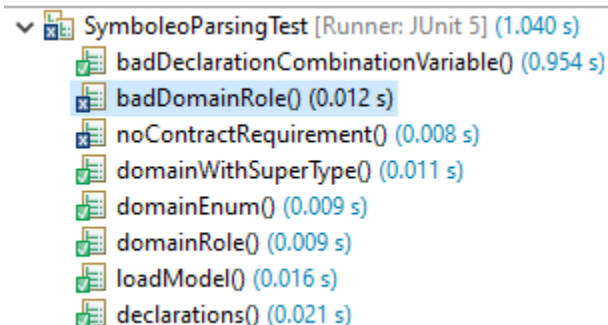 SymboleoParsingTest [Runner: JUnit 5] (1.040 s)
badDeclarationCombinationVariable() (0.954 s)
badDomainRole() (0.012 s)
noContractRequirement() (0.008 s)
domainWithSuperType() (0.011 s)
domainEnum() (0.009 s)
domainRole() (0.009 s)
loadModel() (0.016 s)
declarations() (0.021 s)